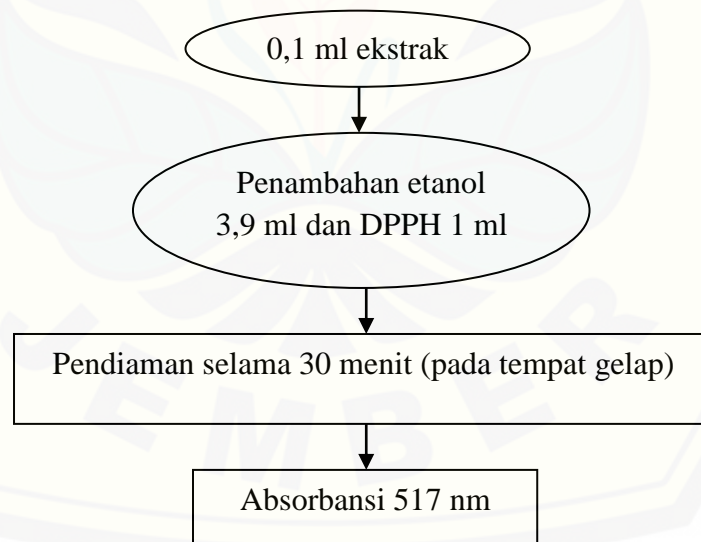 0,1 ml ekstrak
Penambahan etanol
3,9 ml dan DPPH 1 ml
Pendiaman selama 30 menit (pada tempat gelap)
JEMBER
Absorbansi 517 nm